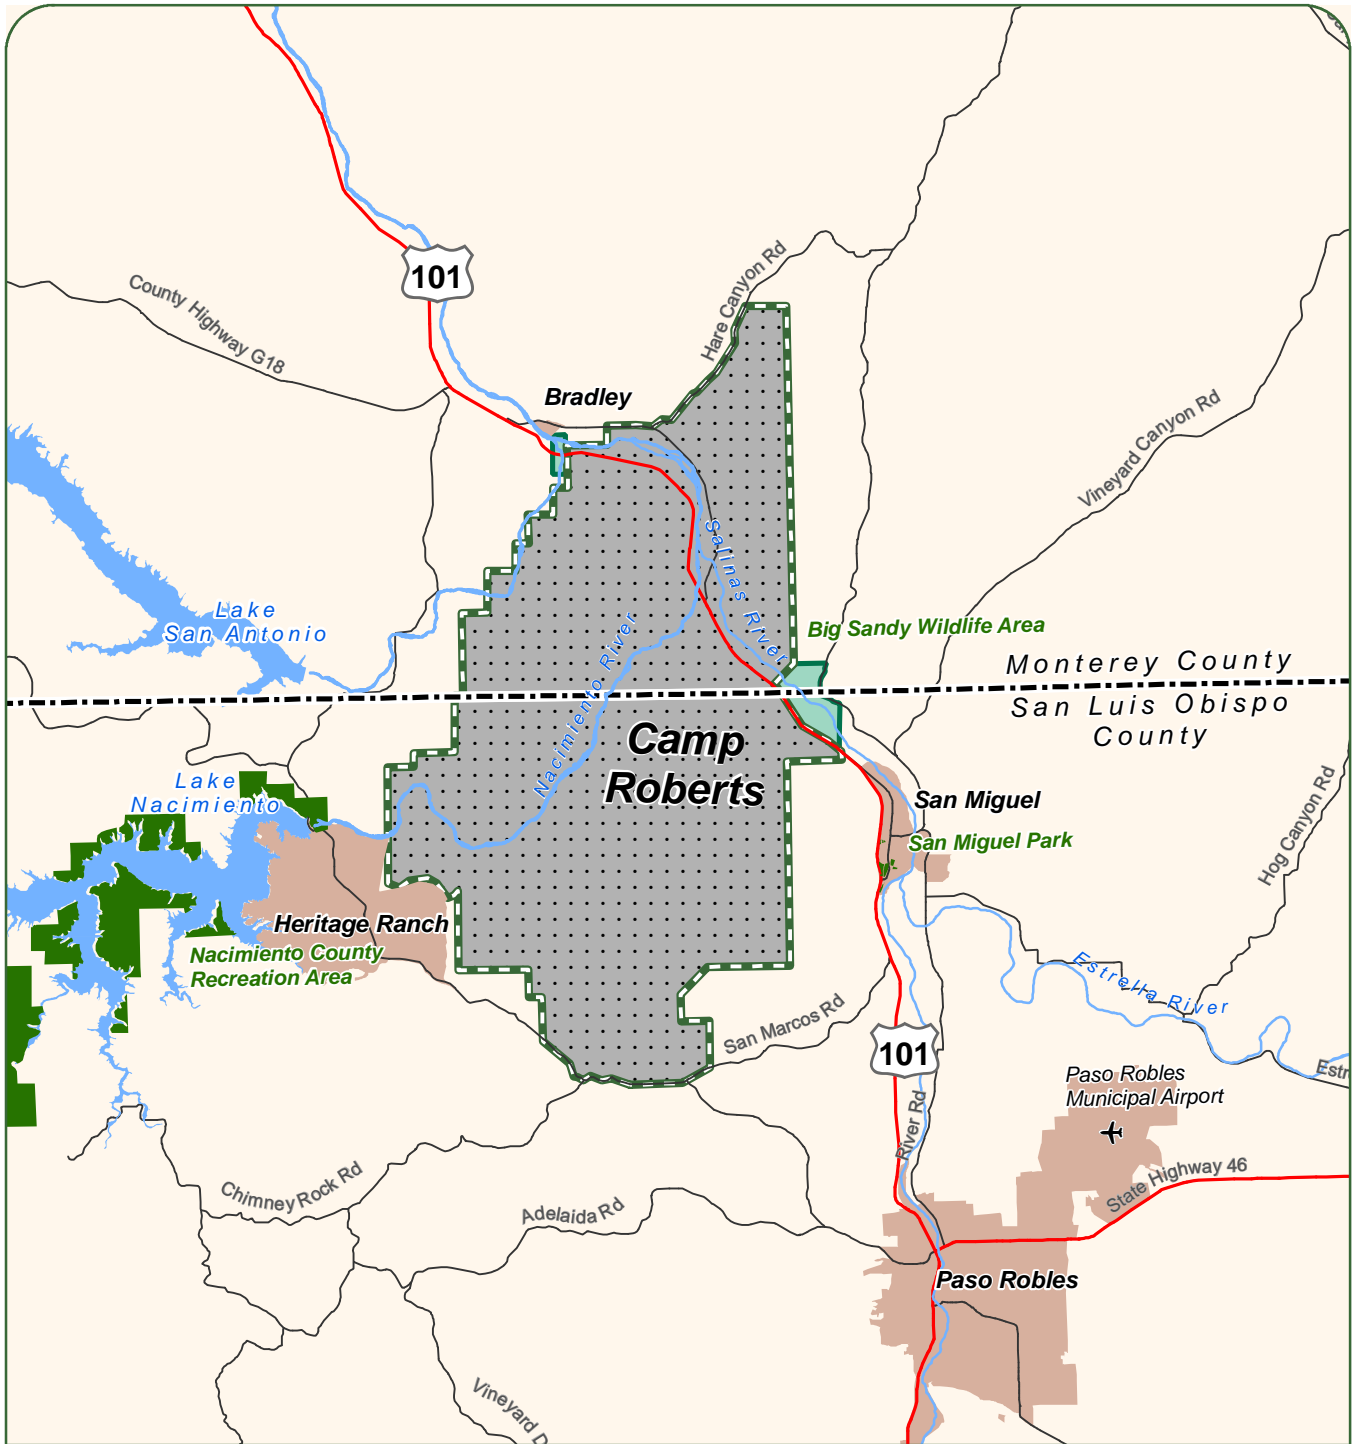 101
Hare Canyon Rd
County Highway G18
Bradley
Vineyard Canyon Rd
Salinas River
Lake
San Antonio
Nacimiento River
Big Sandy Wildlife Area
Monterey County
San Luis Obispo
County
Camp
Roberts
Lake
Nacimiento
San Miguel
San Miguel Park
Hog Canyon Rd
Heritage Ranch
Nacimiento County
Recreation Area
Estrella River
San Marcos Rd
101
Estr
Paso Robles
Municipal Airport
River Rd
State Highway 46
Chimney Rock Rd
Adelaida Rd
Paso Robles
Vineyard D